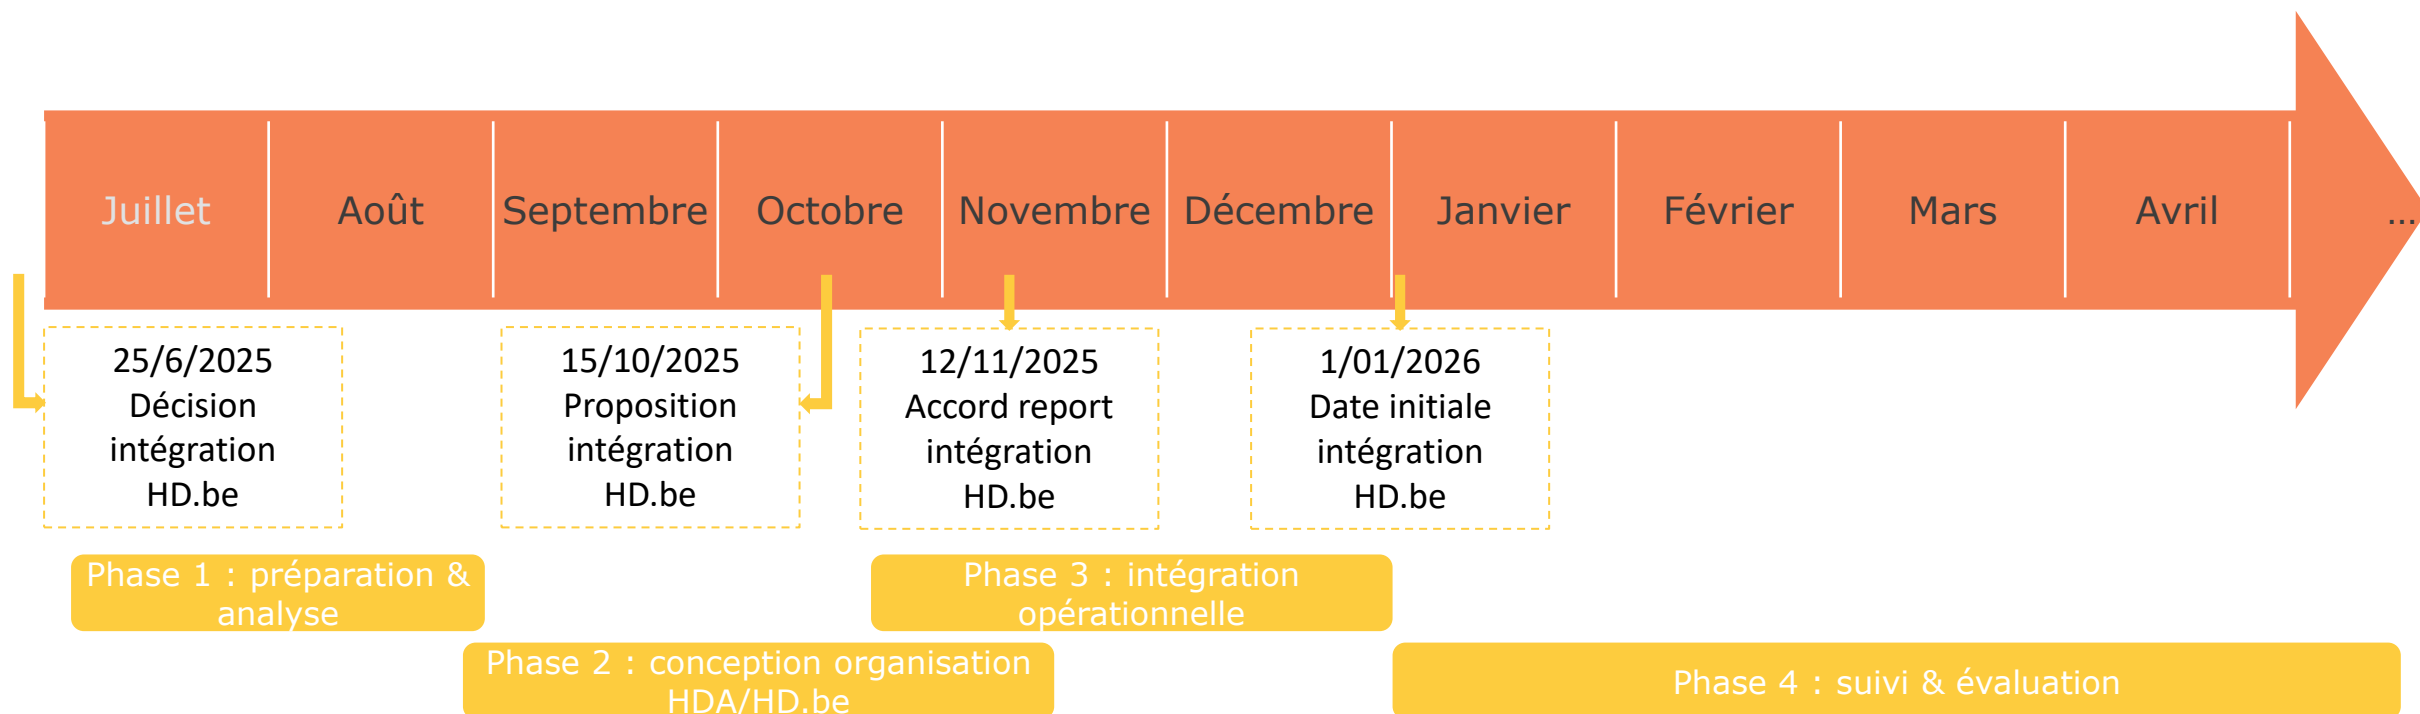 Juillet
Août
Septembre
Octobre
Novembre
Décembre
Janvier
Février
Mars
Avril
...
25/6/2025
Décision
intégration
HD.be
15/10/2025
Proposition
intégration
HD.be
12/11/2025
Accord report
intégration
HD.be
1/01/2026
Date initiale
intégration
HD.be
Phase 1 : préparation &
analyse
Phase 3 : intégration
opérationnelle
Phase 2 : conception organisation
HDA/HD.be
Phase 4 : suivi & évaluation